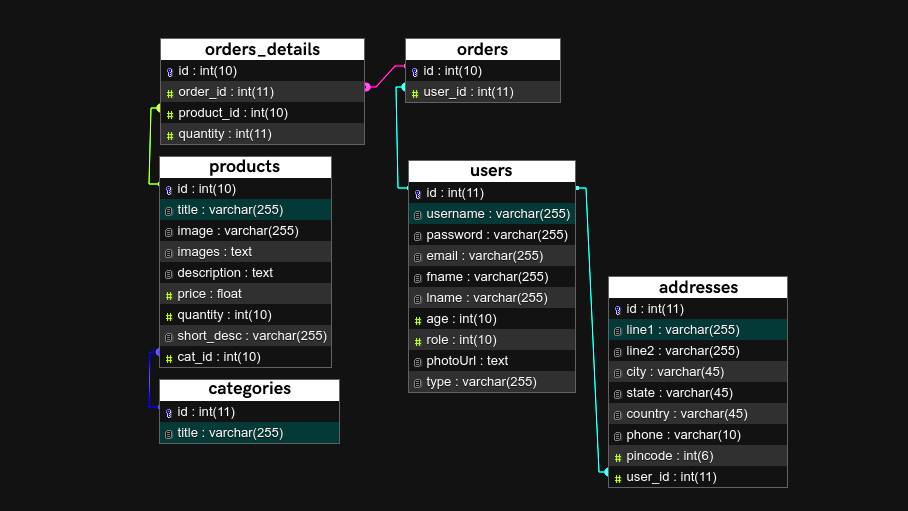 orders_details
id : int(10)
order_id : int(11)
product_id : int(10)
quantity : int(11)
orders
id : int(10)
user_id : int(11)
products
id : int(10)
title : varchar(255)
image : varchar(255)
images : text
description : text
price : float
quantity : int(10)
short_desc : varchar(255)
cat_id : int(10)
categories
id : int(11)
title : varchar(255)
users
id : int(11)
username : varchar(255)
password : varchar(255)
email : varchar(255)
fname : varchar(255)
lname : varchar(255)
age : int(10)
role : int(10)
photoUrl : text
type : varchar(255)
addresses
id : int(11)
line1 : varchar(255)
line2 : varchar(255)
city : varchar(45)
state : varchar(45)
country : varchar(45)
phone : varchar(10)
pincode : int(6)
user_id : int(11)